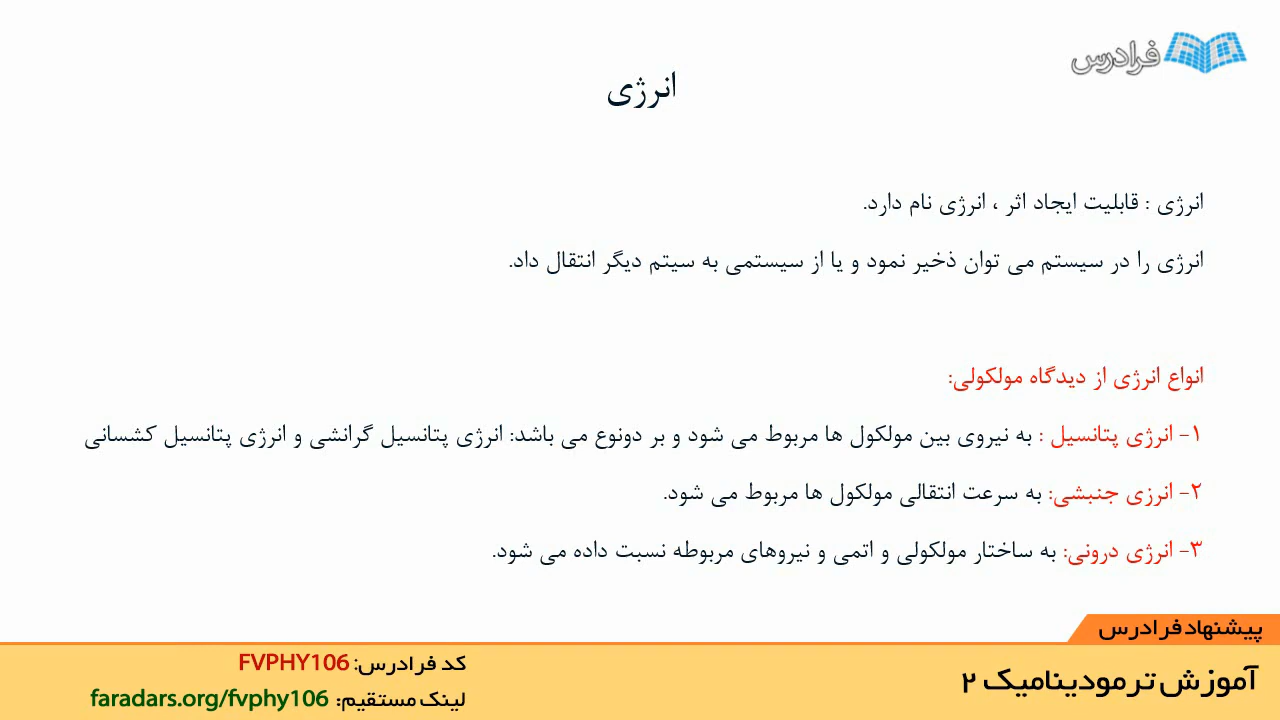 فرادرس
انرژی
انرژی : قابلیت ایجاد اثر ، انرژی نام دارد.
انرژی را در سیستم می توان ذخیر نمود و یا از سیستمی به سیتم دیگر انتقال داد.
انواع انرژی از دیدگاه مولکولی:
۱- انرژی پتانسیل : به نیروی بین مولکول ها مربوط می شود و بر دونوع می باشد: انرژی پتانسیل گرانشی و انرژی پتانسیل کشسانی
۲- انرزی جنبشی: به سرعت انتقالی مولکول ها مربوط می شود.
۳- انرژی درونی: به ساختار مولکولی و اتمی و نیروهای مربوطه نسبت داده می شود.
پیشنهاد فرادرس
آموزش ترمودینامیک ۲
کد فرادرس: FVPHY106
لینک مستقیم: faradars.org/fvphy106